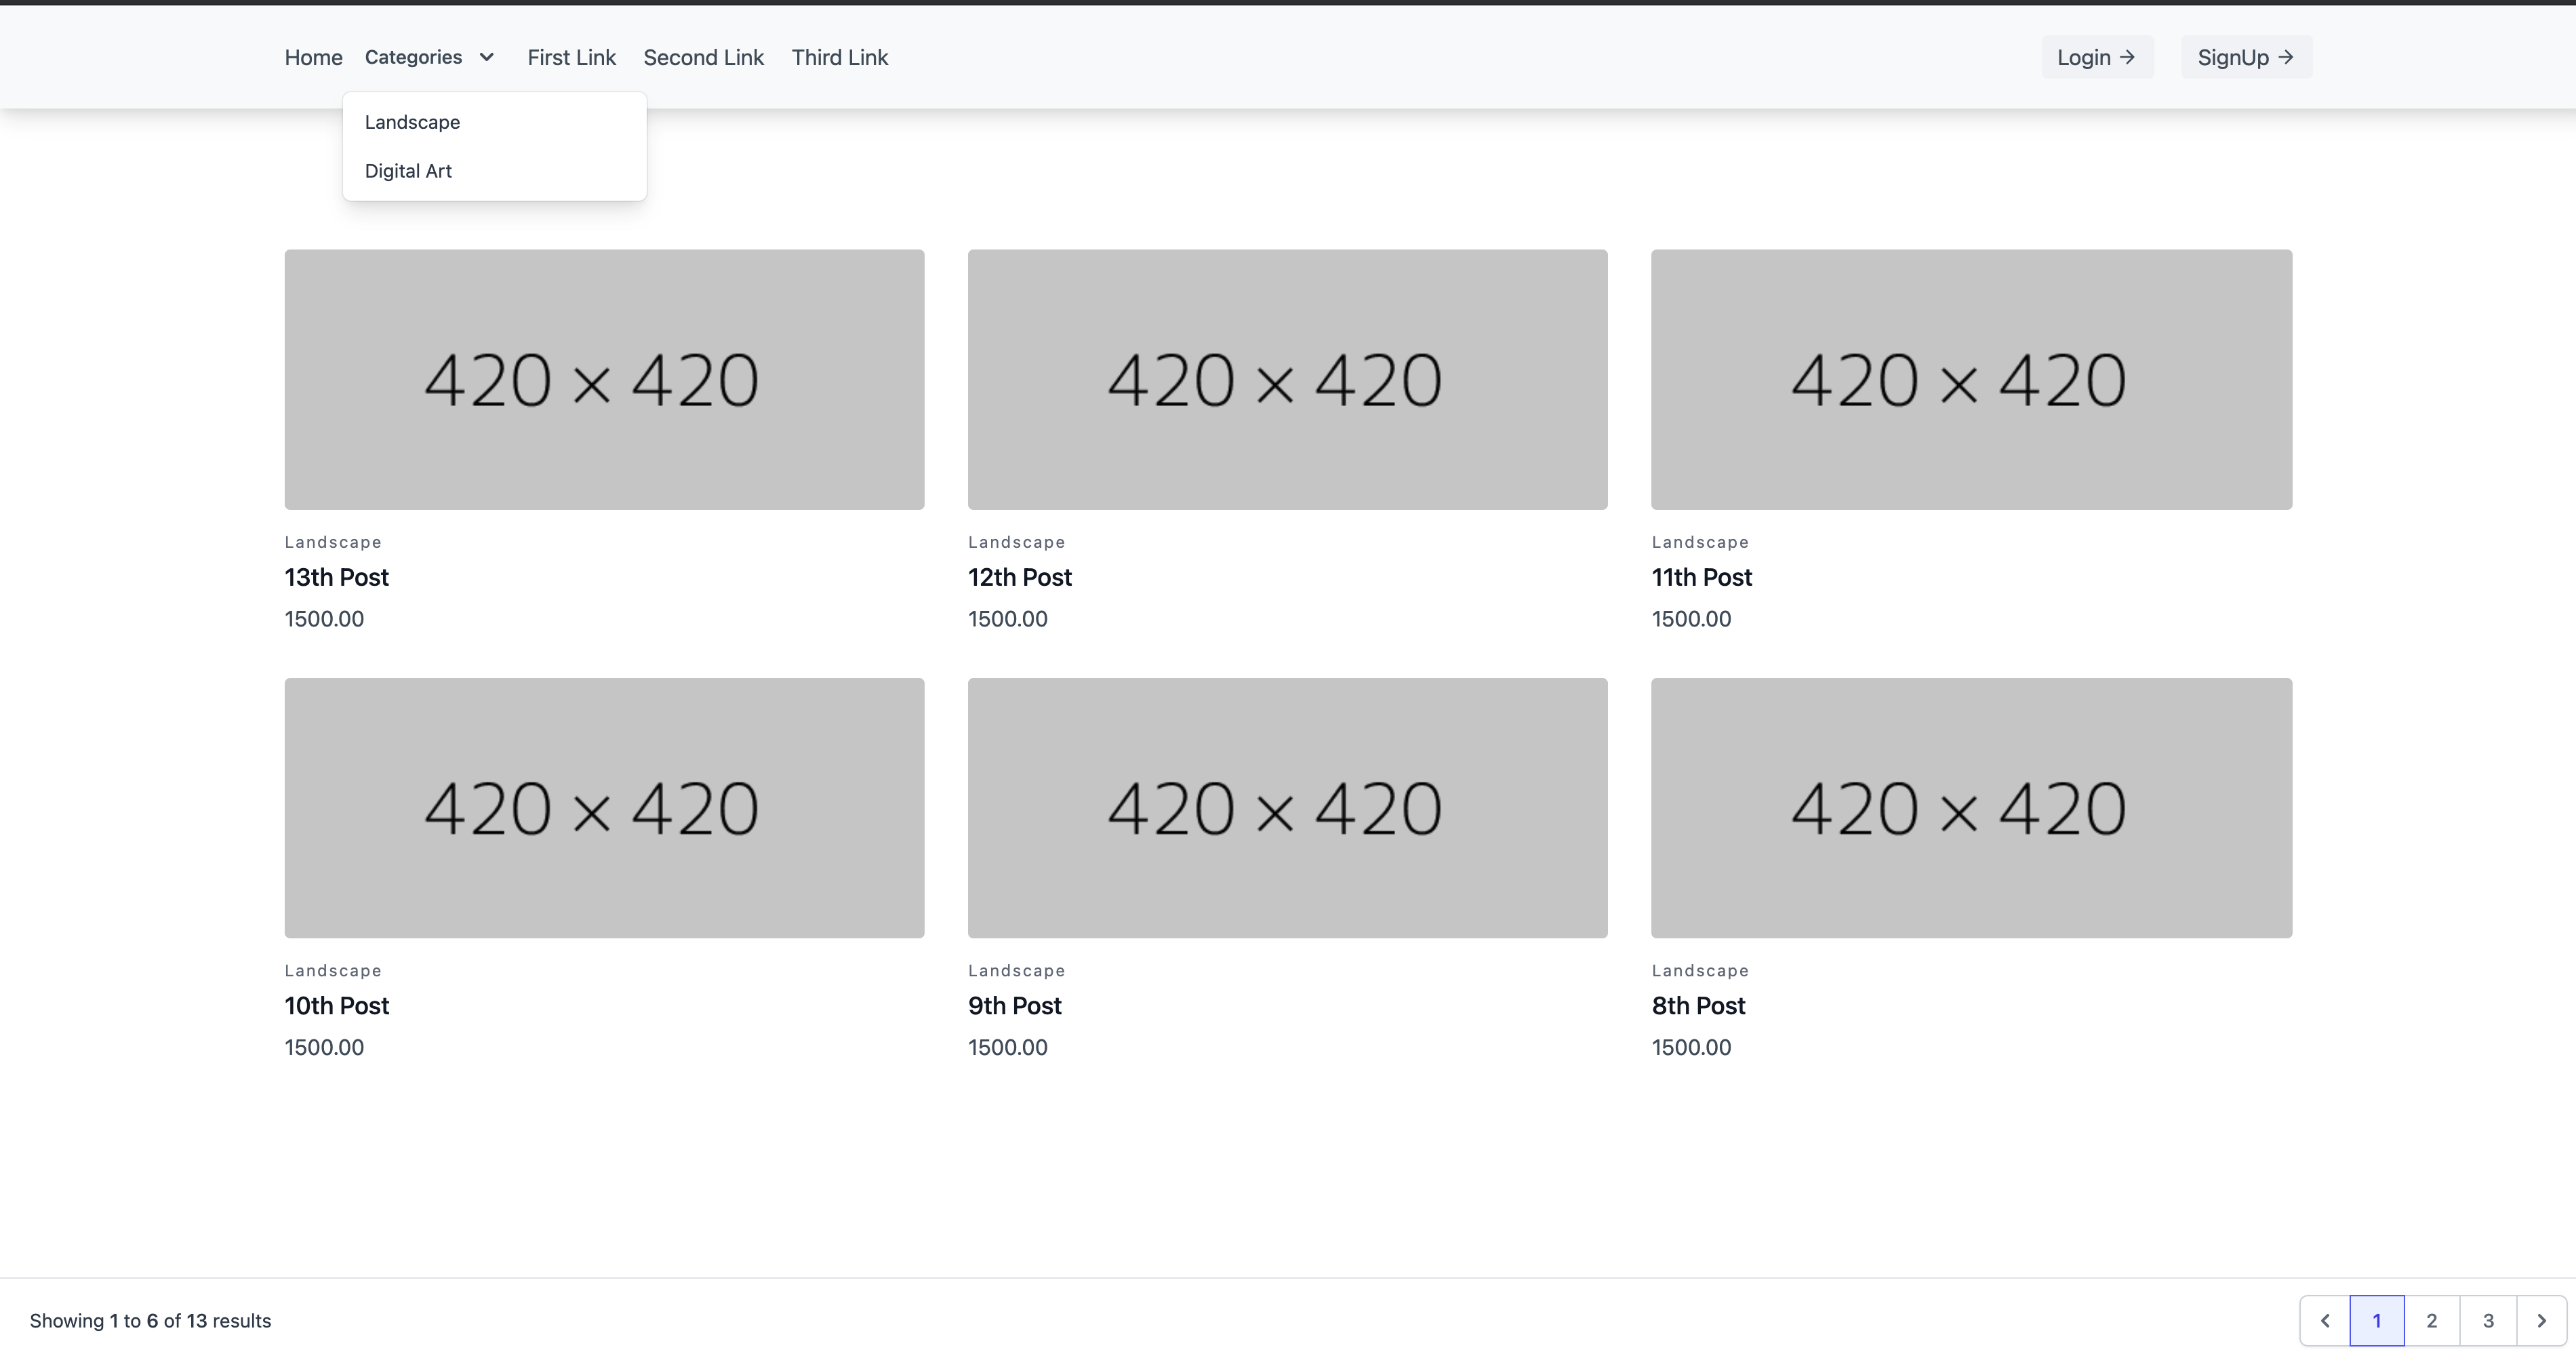 Home Categories First Link Second Link Third Link Login → SignUp →
Landscape
Digital Art
420 × 420 420 × 420 420 × 420
Landscape Landscape Landscape
13th Post 12th Post 11th Post
1500.00 1500.00 1500.00
420 × 420 420 × 420 420 × 420
Landscape Landscape Landscape
10th Post 9th Post 8th Post
1500.00 1500.00 1500.00
Showing 1 to 6 of 13 results 1 2 3